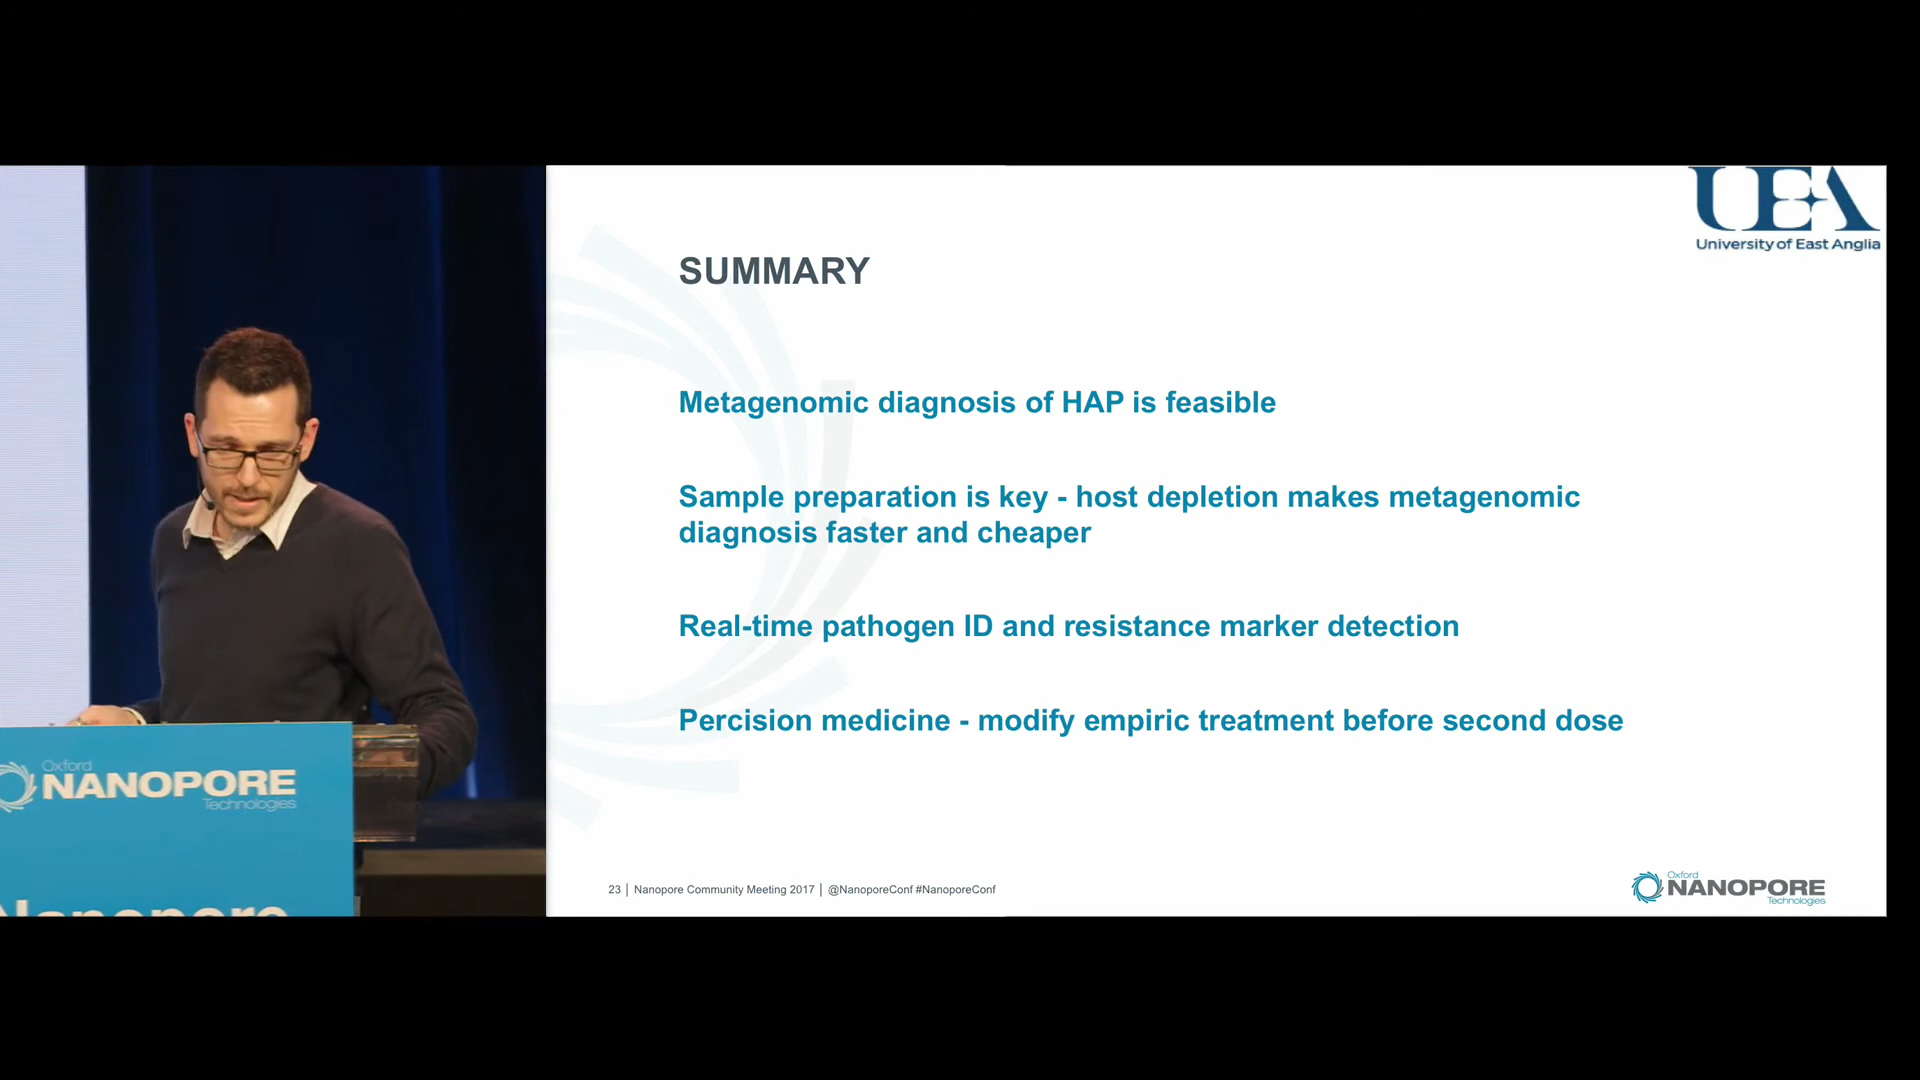 UEA
University of East Anglia
SUMMARY
Metagenomic diagnosis of HAP is feasible
Sample preparation is key - host depletion makes metagenomic
diagnosis faster and cheaper
Real-time pathogen ID and resistance marker detection
Percision medicine - modify empiric treatment before second dose
Oxford
NANOPORE
Technologies
Nanopore
23 | Nanopore Community Meeting 2017 | @NanoporeConf #NanoporeConf
Oxford
NANOPORE
Technologies